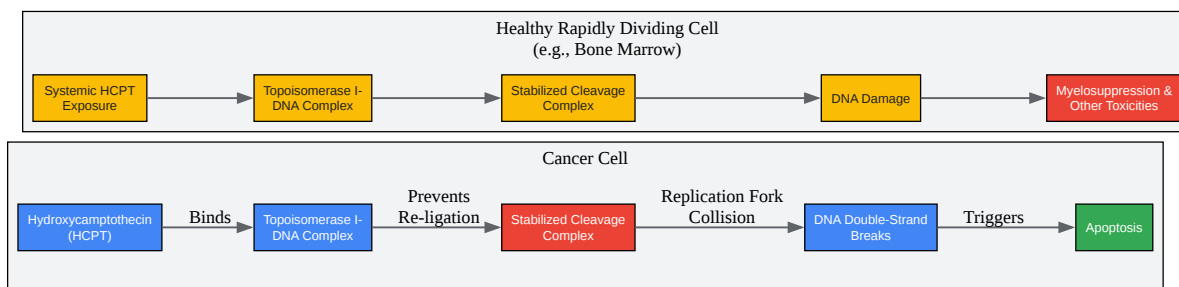 Healthy Rapidly Dividing Cell
(e.g., Bone Marrow)
Systemic HCPT
Exposure
Topoisomerase I-
DNA Complex
Stabilized Cleavage
Complex
DNA Damage
Myelosuppression &
Other Toxicities
Cancer Cell
Hydroxycamptothecin
(HCPT)
Binds
Topoisomerase I-
DNA Complex
Prevents
Re-ligation
Stabilized Cleavage
Complex
Replication Fork
Collision
DNA Double-Strand
Breaks
Triggers
Apoptosis